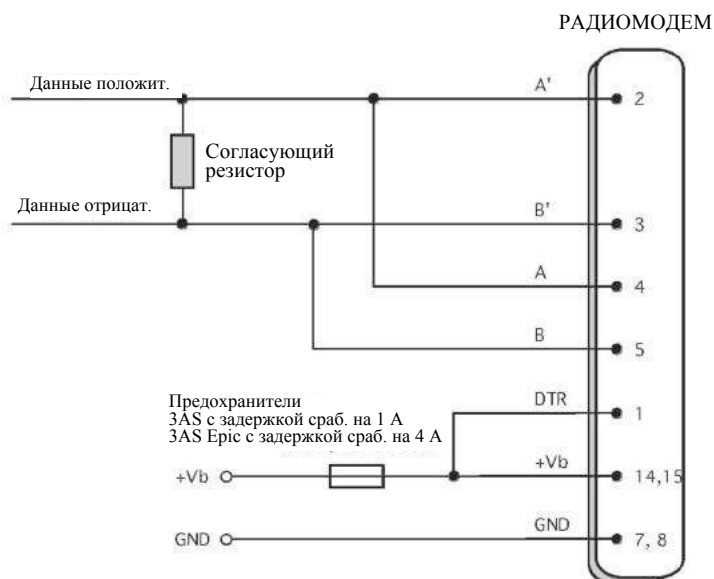 РАДИОМОДЕМ
Данные положит.
A'
2
Согласующий
резистор
Данные отрицат.
B'
3
A
4
B
5
Предохранители
3AS с задержкой сраб. на 1 А
3AS Epic с задержкой сраб. на 4 А
DTR
1
+Vb
+Vb
14,15
GND
GND
7, 8